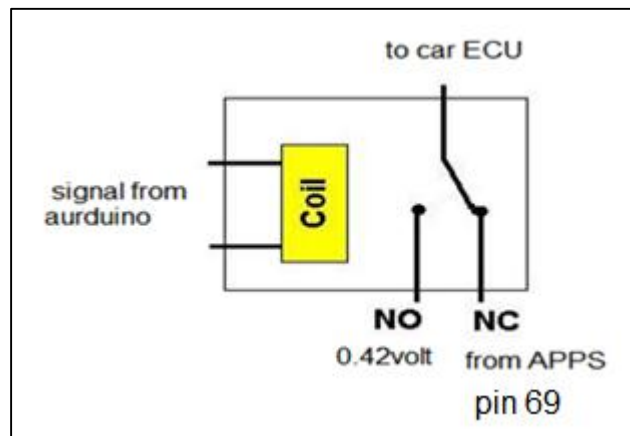 to car ECU
signal from
aurduino
Coil
NO
NC
0.42volt
from APPS
pin 69